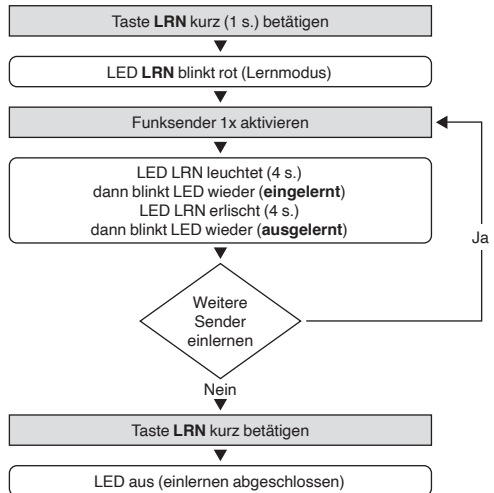 Taste LRN kurz (1 s.) betätigen
LED LRN blinkt rot (Lernmodus)
Funksender 1x aktivieren
LED LRN leuchtet (4 s.)
dann blinkt LED wieder (eingelernt)
LED LRN erlischt (4 s.)
dann blinkt LED wieder (ausgelernt)
Ja
Weitere
Sender
einlernen
Nein
Taste LRN kurz betätigen
LED aus (einlernen abgeschlossen)